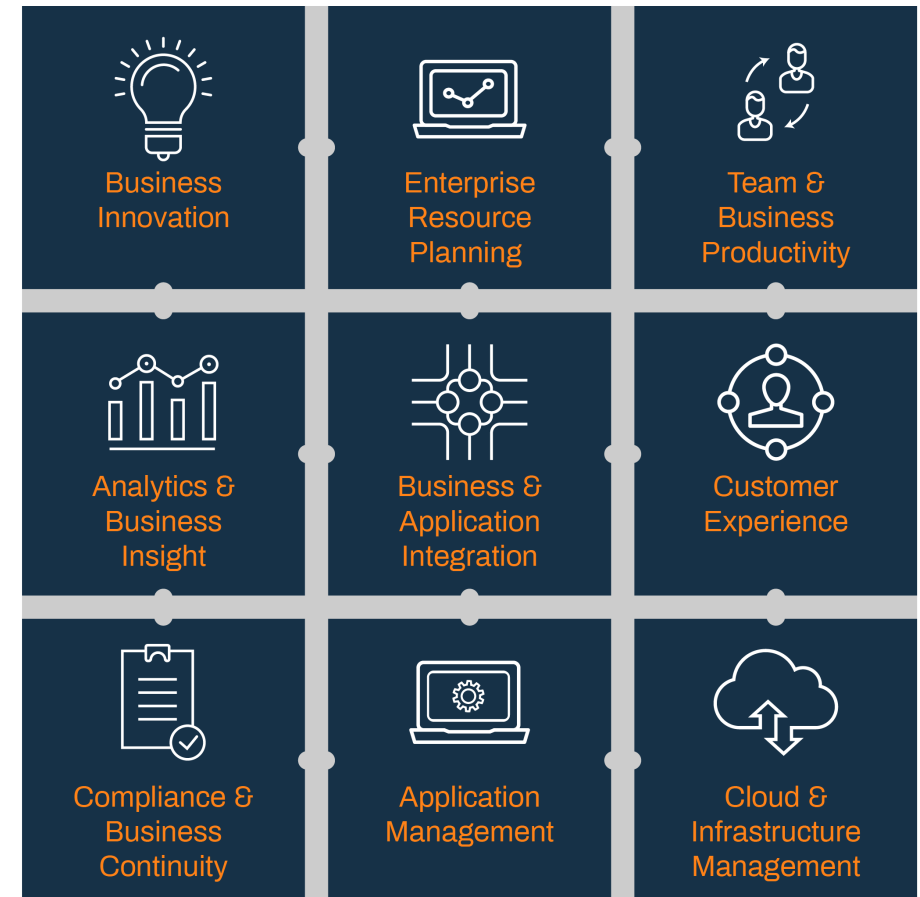 Business
Innovation
Enterprise
Resource
Planning
Team &
Business
Productivity
Analytics &
Business
Insight
Business &
Application
Integration
Customer
Experience
Compliance &
Business
Continuity
Application
Management
Cloud &
Infrastructure
Management